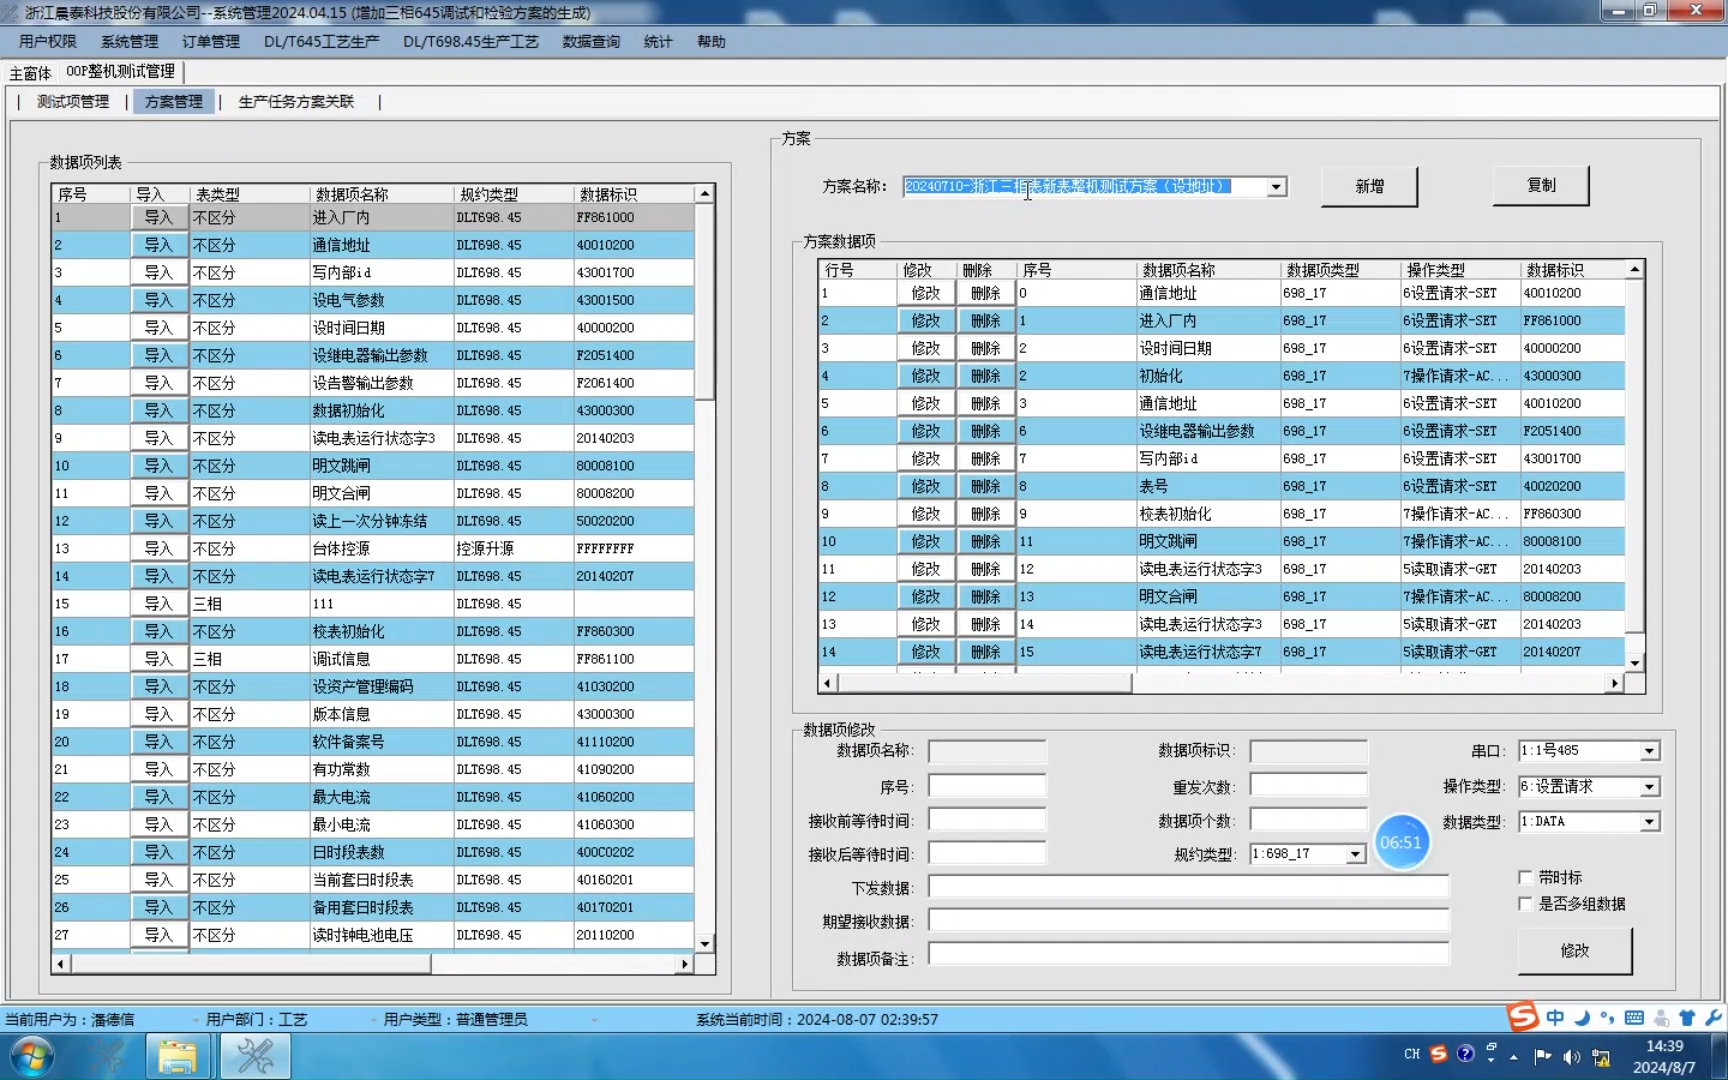 浙江晨泰科技股份有限公司--系统管理2024.04.15 (增加三相645调试和检验方案的生成)
用户权限 系统管理 订单管理 DL/T645工艺生产 DL/T698.45生产工艺 数据查询 统计 帮助
主窗体 OOP整机测试管理
测试项管理 | 方案管理 | 生产任务方案关联 |
数据项列表
序号 导入 表类型 数据项名称 规约类型 数据标识
1 导入 不区分 进入厂内 DLT698.45 FF861000
2 导入 不区分 通信地址 DLT698.45 40010200
3 导入 不区分 写内部id DLT698.45 43001700
4 导入 不区分 设电气参数 DLT698.45 43001500
5 导入 不区分 设时间日期 DLT698.45 40000200
6 导入 不区分 设继电器输出参数 DLT698.45 F2051400
7 导入 不区分 设告警输出参数 DLT698.45 F2061400
8 导入 不区分 数据初始化 DLT698.45 43000300
9 导入 不区分 读电表运行状态字3 DLT698.45 20140203
10 导入 不区分 明文跳闸 DLT698.45 80008100
11 导入 不区分 明文合闸 DLT698.45 80008200
12 导入 不区分 读上一次分钟冻结 DLT698.45 50020200
13 导入 不区分 台体控源 控源升源 FFFFFFFF
14 导入 不区分 读电表运行状态字7 DLT698.45 20140207
15 导入 三相 111 DLT698.45
16 导入 不区分 校表初始化 DLT698.45 FF860300
17 导入 三相 调试信息 DLT698.45 FF861100
18 导入 不区分 设资产管理编码 DLT698.45 41030200
19 导入 不区分 版本信息 DLT698.45 43000300
20 导入 不区分 软件备案号 DLT698.45 41110200
21 导入 不区分 有功常数 DLT698.45 41090200
22 导入 不区分 最大电流 DLT698.45 41060200
23 导入 不区分 最小电流 DLT698.45 41060300
24 导入 不区分 日时段表数 DLT698.45 400C0202
25 导入 不区分 当前套日时段表 DLT698.45 40160201
26 导入 不区分 备用套日时段表 DLT698.45 40170201
27 导入 不区分 读时钟电池电压 DLT698.45 20110200
方案
方案名称: 20240710-浙江三相表新表整机测试方案（设地址） 新增 复制
方案数据项
行号 修改 删除 序号 数据项名称 数据项类型 操作类型 数据标识
1 修改 删除 0 通信地址 698_17 6设置请求-SET 40010200
2 修改 删除 1 进入厂内 698_17 6设置请求-SET FF861000
3 修改 删除 2 设时间日期 698_17 6设置请求-SET 40000200
4 修改 删除 2 初始化 698_17 7操作请求-AC... 43000300
5 修改 删除 3 通信地址 698_17 6设置请求-SET 40010200
6 修改 删除 6 设继电器输出参数 698_17 6设置请求-SET F2051400
7 修改 删除 7 写内部id 698_17 6设置请求-SET 43001700
8 修改 删除 8 表号 698_17 6设置请求-SET 40020200
9 修改 删除 9 校表初始化 698_17 7操作请求-AC... FF860300
10 修改 删除 11 明文跳闸 698_17 7操作请求-AC... 80008100
11 修改 删除 12 读电表运行状态字3 698_17 5读取请求-GET 20140203
12 修改 删除 13 明文合闸 698_17 7操作请求-AC... 80008200
13 修改 删除 14 读电表运行状态字3 698_17 5读取请求-GET 20140203
14 修改 删除 15 读电表运行状态字7 698_17 5读取请求-GET 20140207
数据项修改
数据项名称: 数据项标识: 串口: 1:1号485
序号: 重发次数: 操作类型: 6:设置请求
接收前等待时间: 数据项个数: 数据类型: 1:DATA
接收后等待时间: 规约类型: 1:698_17
06:51
下发数据: 带时标
期望接收数据: 是否多组数据
数据项备注: 修改
当前用户为：潘德信 用户部门：工艺 用户类型：普通管理员 系统当前时间：2024-08-07 02:39:57
中
CH 14:39
2024/8/7